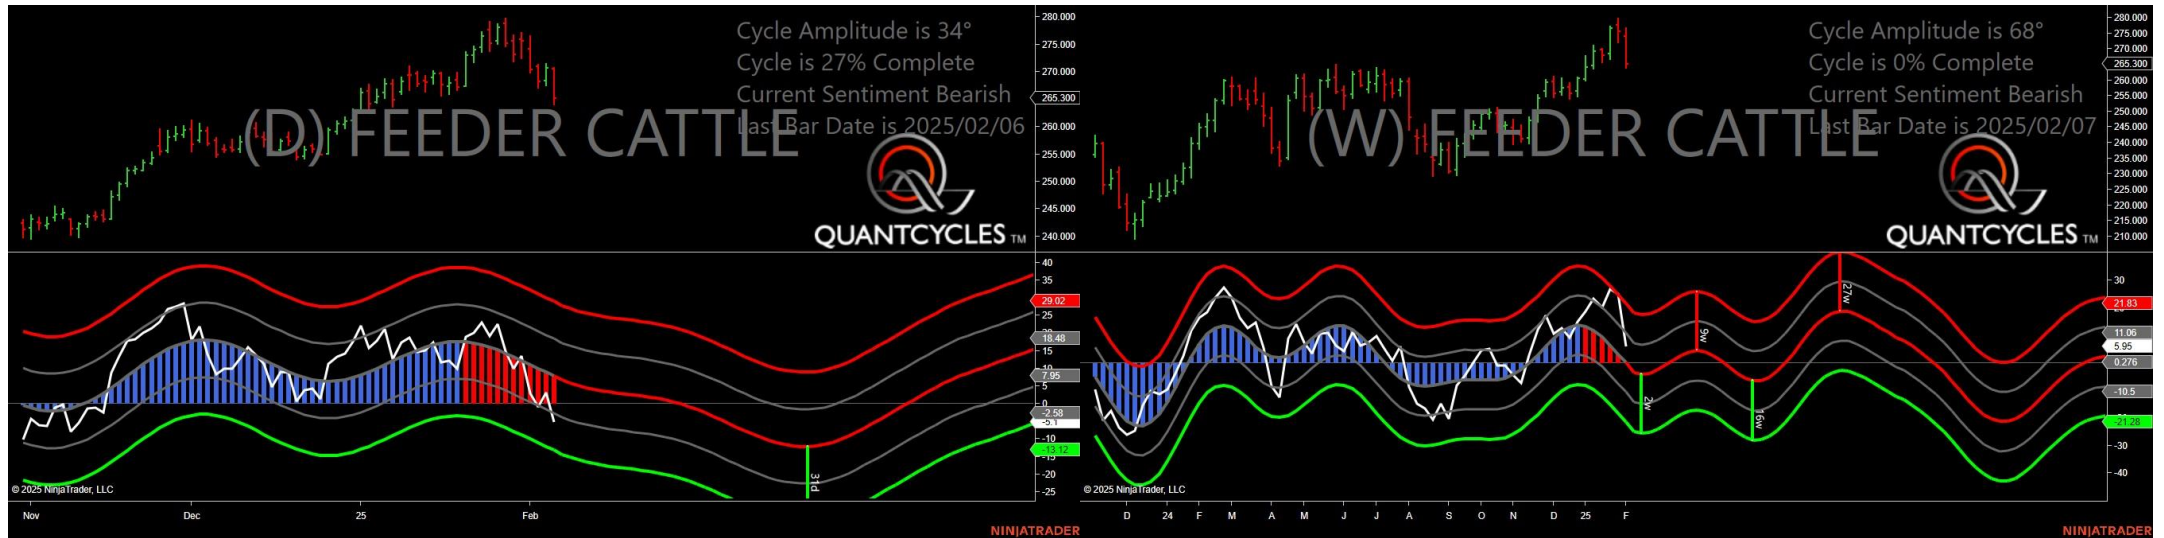 Cycle Amplitude is 34°
Cycle is 27% Complete
Current Sentiment Bearish
Last Bar Date is 2025/02/06
(D) FEEDER CATTLE
QUANTCYCLES TM
280.000
275.000
270.000
265.300
260.000
255.000
250.000
245.000
240.000
40
35
29.02
25
18.48
15
7.95
5
0
-2.58
-5.1
-10
-13.12
-20
-25
31d
© 2025 NinjaTrader, LLC
Nov
Dec
25
Feb
NINJATRADER
Cycle Amplitude is 68°
Cycle is 0% Complete
Current Sentiment Bearish
Last Bar Date is 2025/02/07
(W) FEEDER CATTLE
QUANTCYCLES TM
280.000
275.000
270.000
265.300
260.000
255.000
250.000
245.000
240.000
235.000
230.000
225.000
220.000
215.000
210.000
30
21.83
11.06
5.95
0.276
-10.5
-21.28
-30
-40
9w
27w
2w
16w
© 2025 NinjaTrader, LLC
D
24
F
M
A
M
J
J
A
S
O
N
D
25
F
NINJATRADER